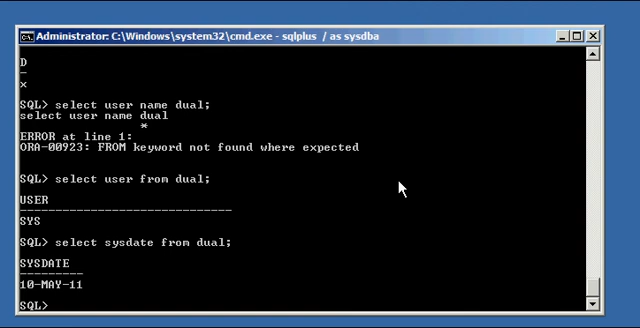 Administrator: C:\Windows\system32\cmd.exe - sqlplus  / as sysdba
D
-
x
SQL> select user name dual;
select user name dual
*
ERROR at line 1:
ORA-00923: FROM keyword not found where expected
SQL> select user from dual;
USER
------------------------------
SYS
SQL> select sysdate from dual;
SYSDATE
---------
10-MAY-11
SQL>